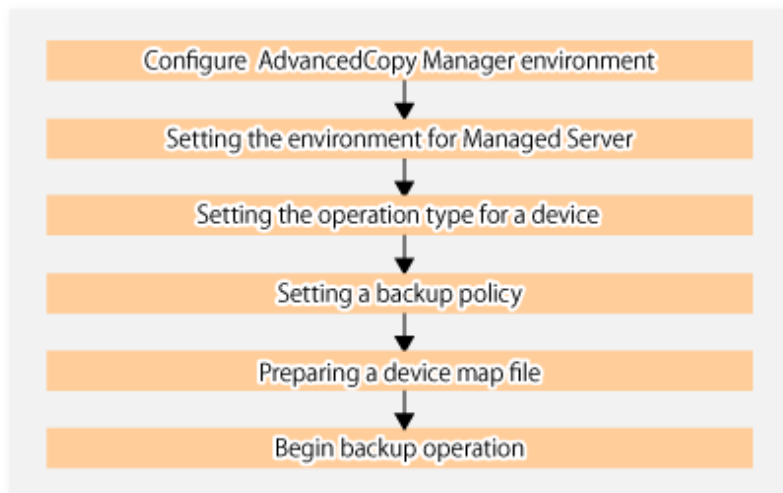 Configure AdvancedCopy Manager environment
Setting the environment for Managed Server
Setting the operation type for a device
Setting a backup policy
Preparing a device map file
Begin backup operation